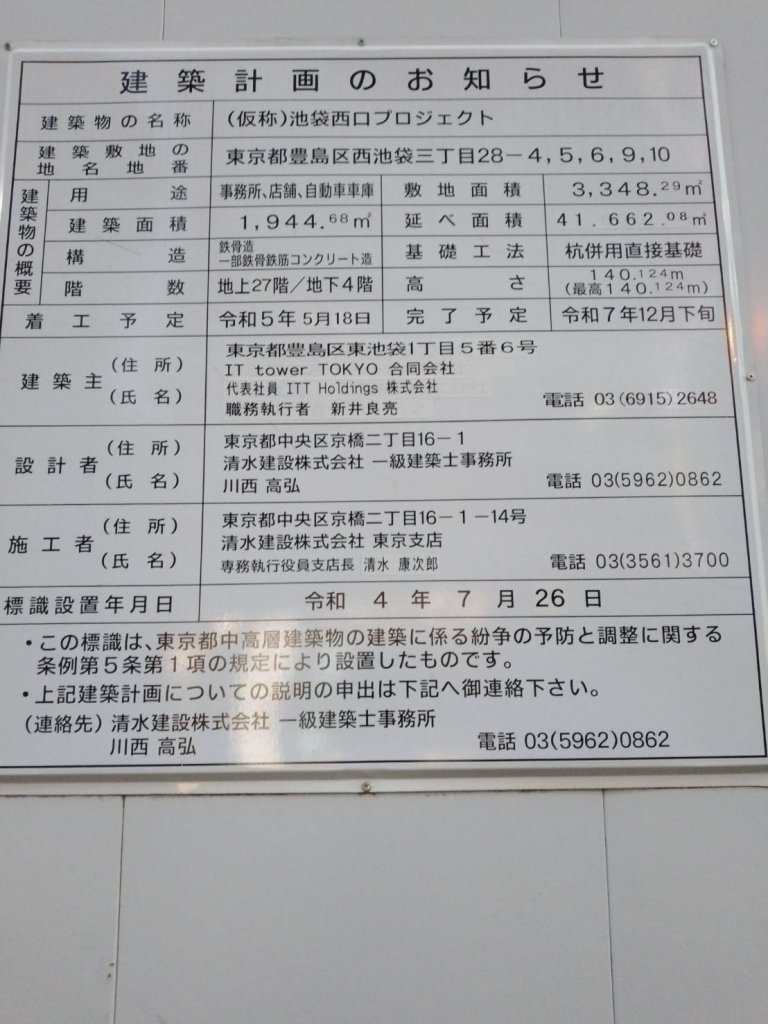 建築計画のお知らせ
建築物の名称 (仮称)池袋西口プロジェクト
建築敷地の地名地番 東京都豊島区西池袋三丁目28-4,5,6,9,10
建築物の概要
用途 事務所、店舗、自動車車庫 敷地面積 3,348.29㎡
建築面積 1,944.68㎡ 延べ面積 41.662.08㎡
構造 鉄骨造
一部鉄骨鉄筋コンクリート造 基礎工法 杭併用直接基礎
階数 地上27階/地下4階 高さ 140.124m
(最高140.124m)
着工予定 令和5年5月18日 完了予定 令和7年12月下旬
建築主 (住所) (氏名)
東京都豊島区東池袋1丁目5番6号
IT tower TOKYO 合同会社
代表社員 ITT Holdings 株式会社
職務執行者 新井良亮 電話 03(6915)2648
設計者 (住所) (氏名)
東京都中央区京橋二丁目16-1
清水建設株式会社 一級建築士事務所
川西 高弘 電話 03(5962)0862
施工者 (住所) (氏名)
東京都中央区京橋二丁目16-1-14号
清水建設株式会社 東京支店
専務執行役員支店長 清水 康次郎 電話 03(3561)3700
標識設置年月日 令和 4年 7月 26日
・この標識は、東京都中高層建築物の建築に係る紛争の予防と調整に関する
条例第5条第1項の規定により設置したものです。
・上記建築計画についての説明の申出は下記へ御連絡下さい。
(連絡先) 清水建設株式会社 一級建築士事務所
川西 高弘 電話 03(5962)0862